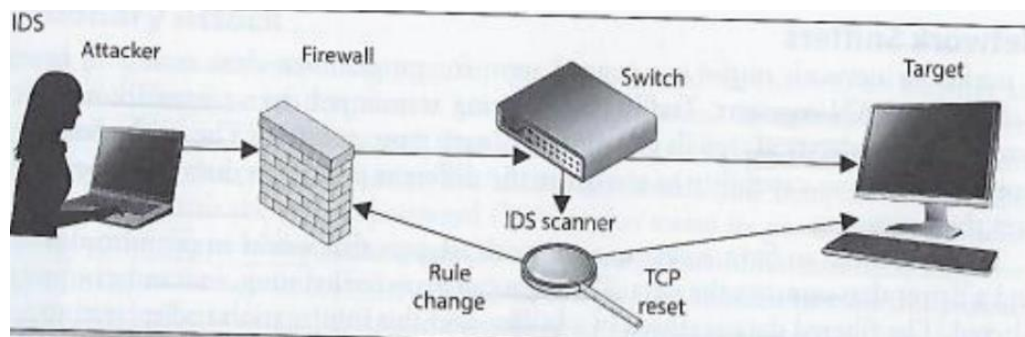 IDS
Attacker
Firewall
Switch
Target
IDS scanner
Rule
change
TCP
reset